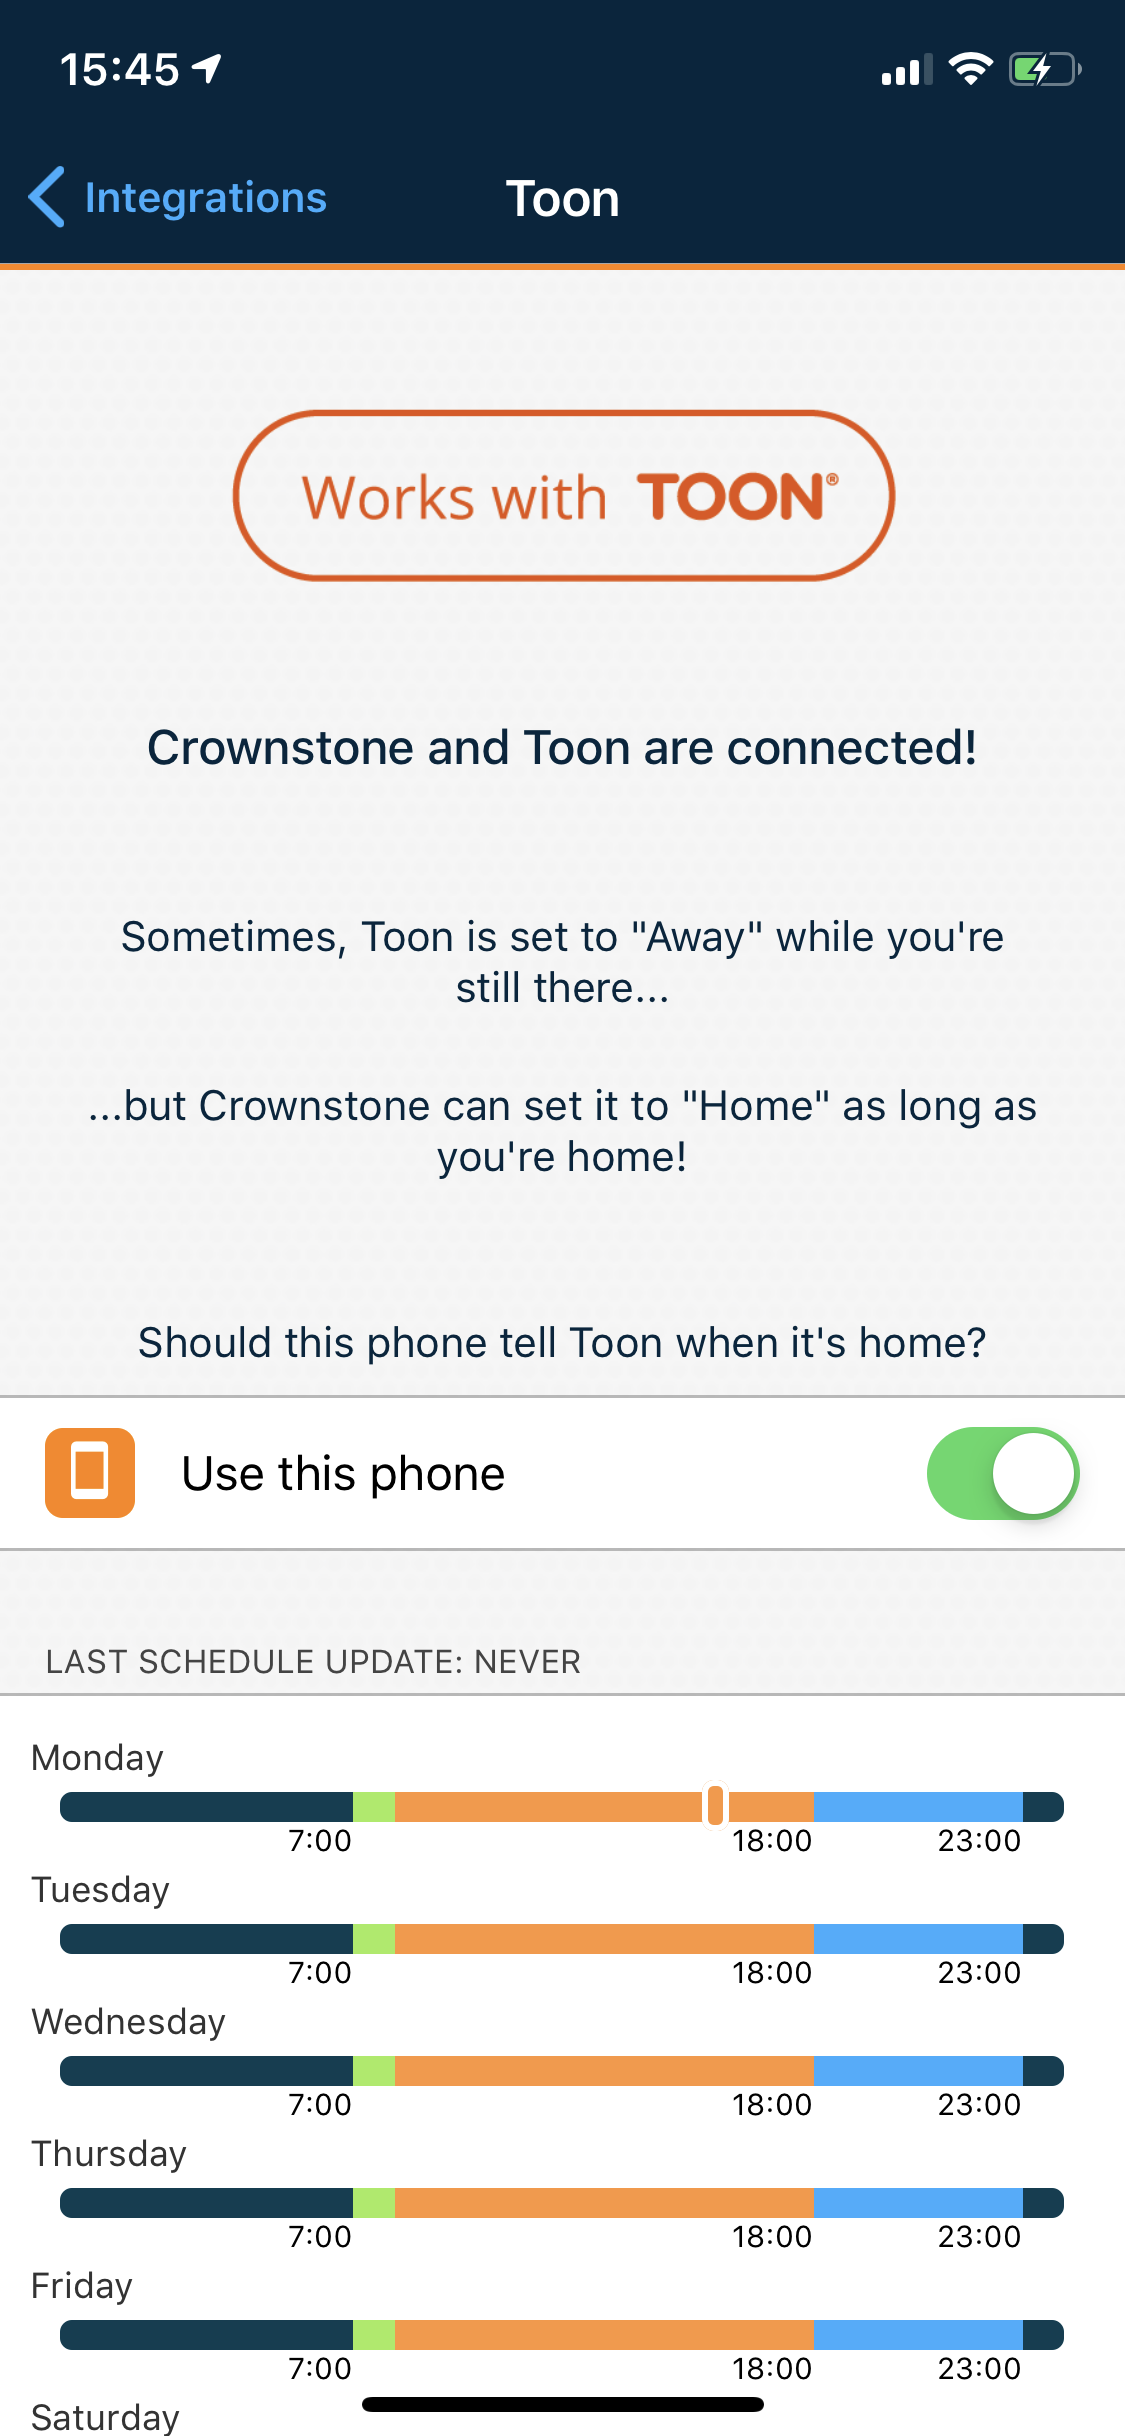 15:45
Integrations
Toon
Works with TOON®
Crownstone and Toon are connected!
Sometimes, Toon is set to "Away" while you're
still there...
...but Crownstone can set it to "Home" as long as
you're home!
Should this phone tell Toon when it's home?
Use this phone
LAST SCHEDULE UPDATE: NEVER
Monday
7:00 18:00 23:00
Tuesday
7:00 18:00 23:00
Wednesday
7:00 18:00 23:00
Thursday
7:00 18:00 23:00
Friday
7:00 18:00 23:00
Saturday